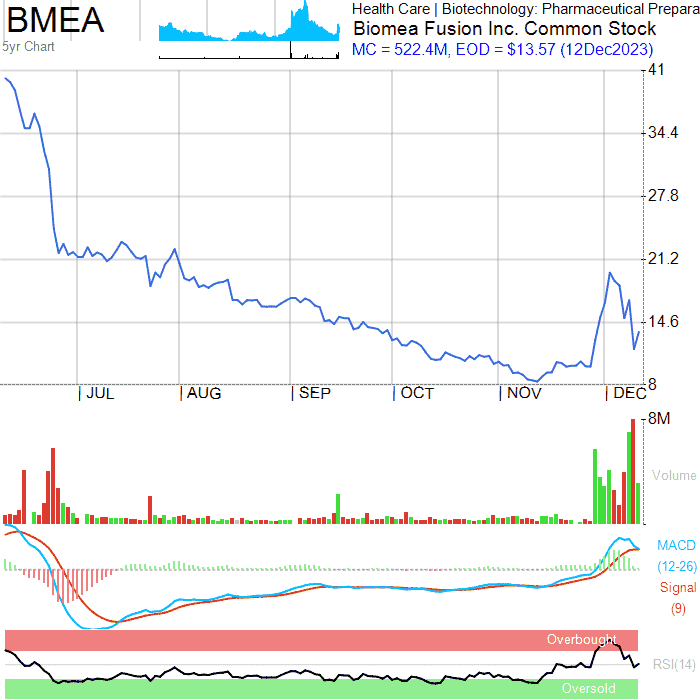 BMEA
5yr Chart
Health Care | Biotechnology: Pharmaceutical Prepara
Biomea Fusion Inc. Common Stock
MC = 522.4M, EOD = $13.57 (12Dec2023)
41
34.4
27.8
21.2
14.6
8
JUL AUG SEP OCT NOV DEC
8M
Volume
MACD
(12-26)
Signal
(9)
Overbought
RSI(14)
Oversold